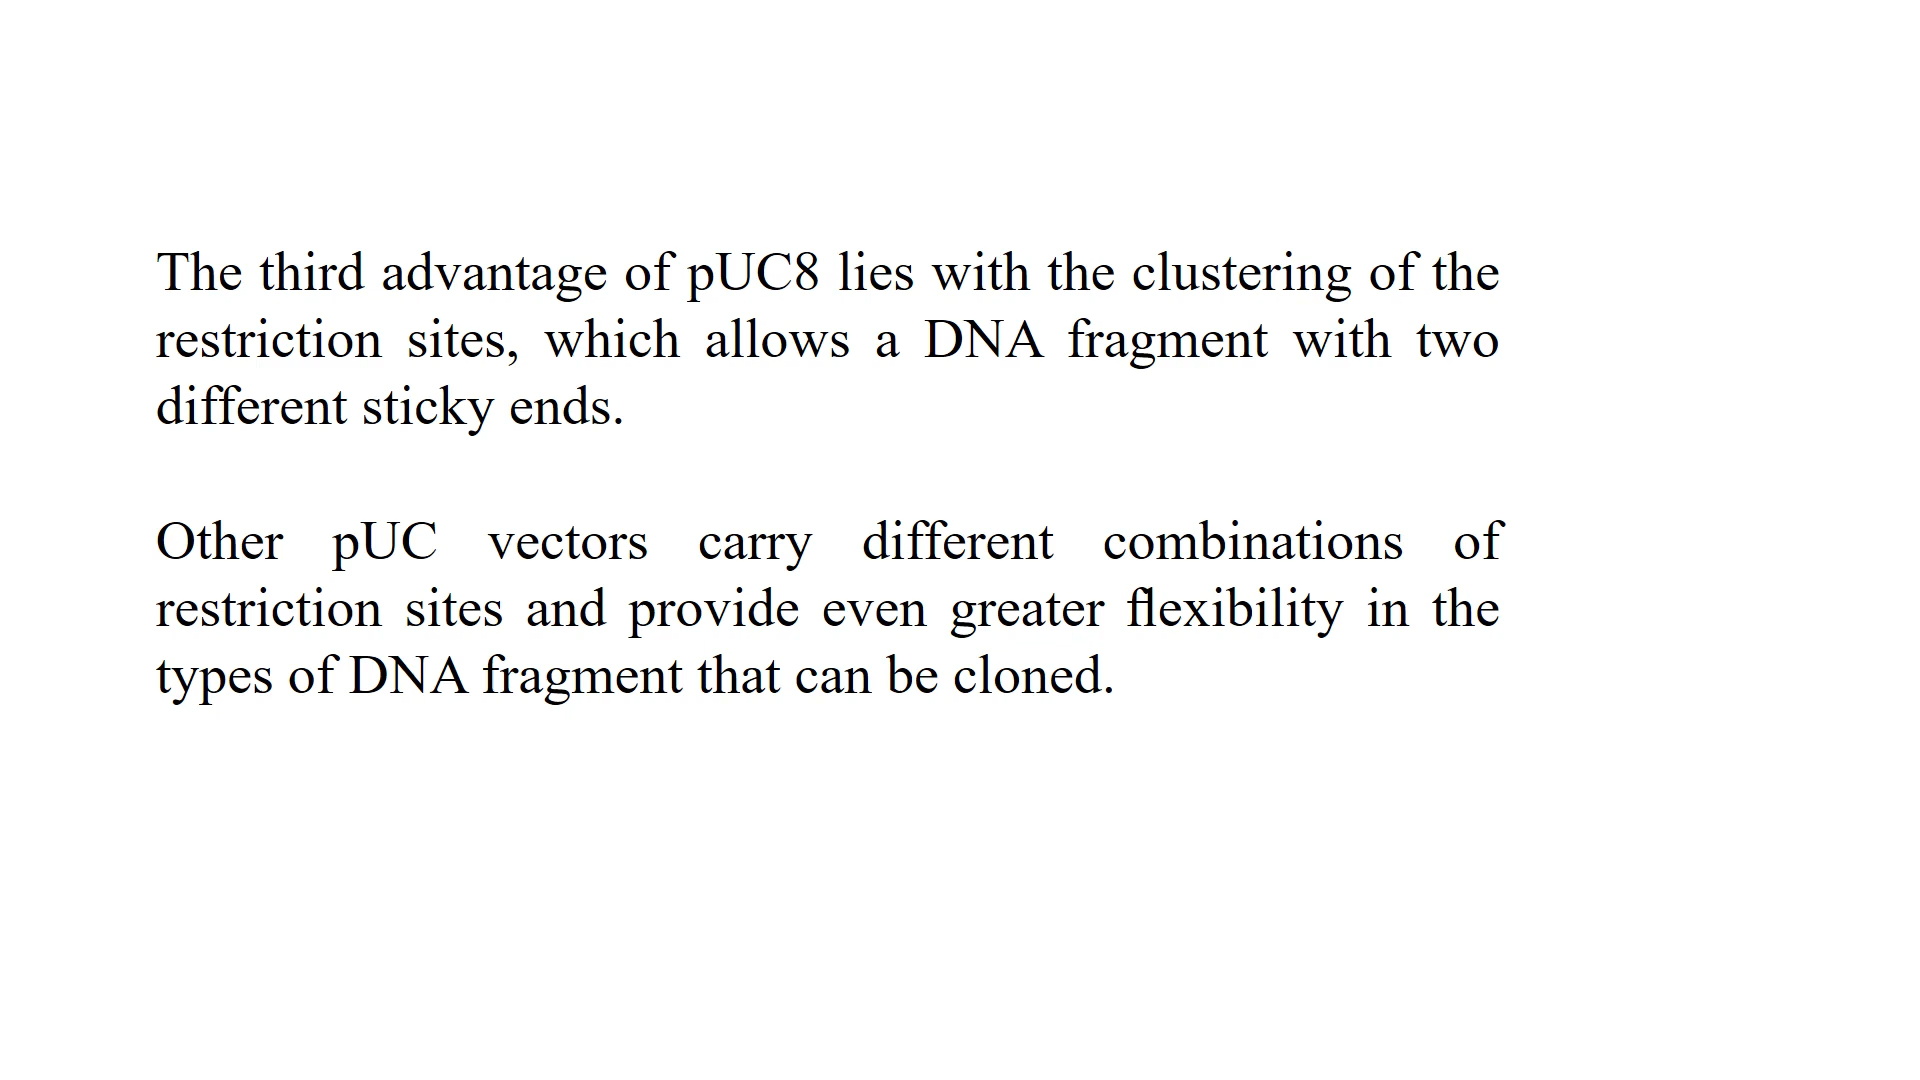 The third advantage of pUC8 lies with the clustering of the
restriction sites, which allows a DNA fragment with two
different sticky ends.
Other pUC vectors carry different combinations of
restriction sites and provide even greater flexibility in the
types of DNA fragment that can be cloned.